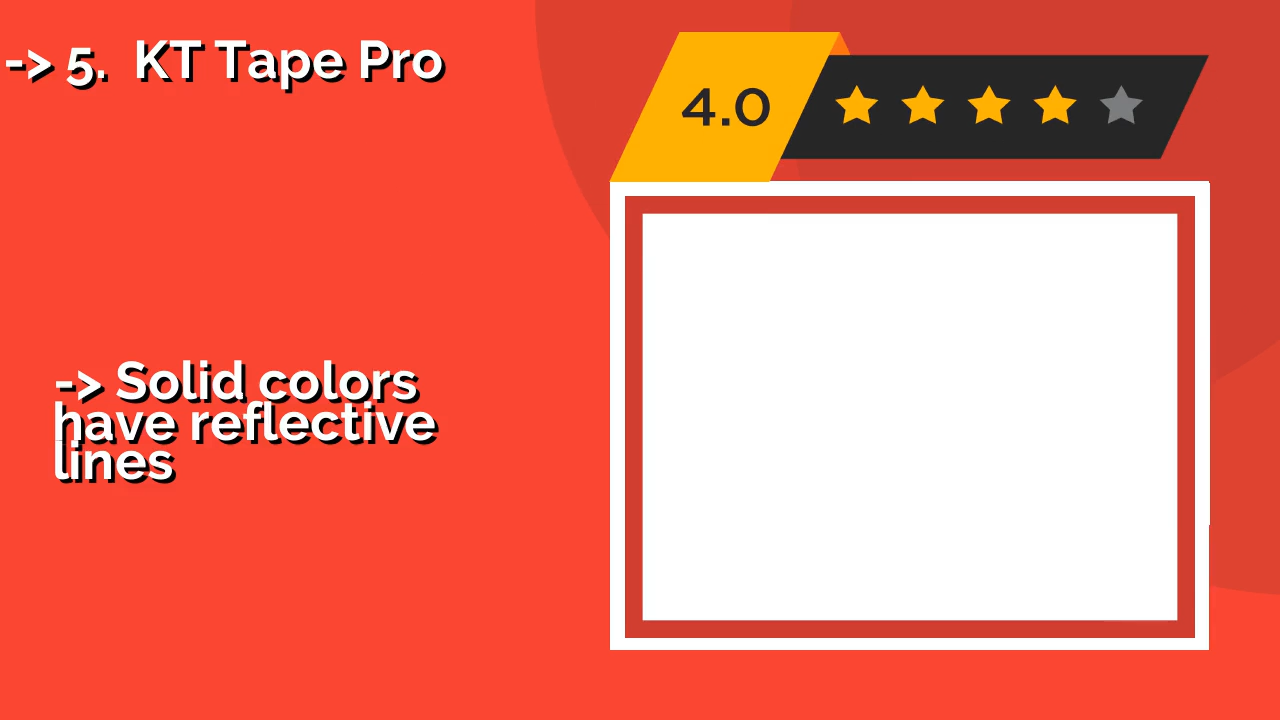 -> 5.  KT Tape Pro
4.0
-> Solid colors
have reflective
lines